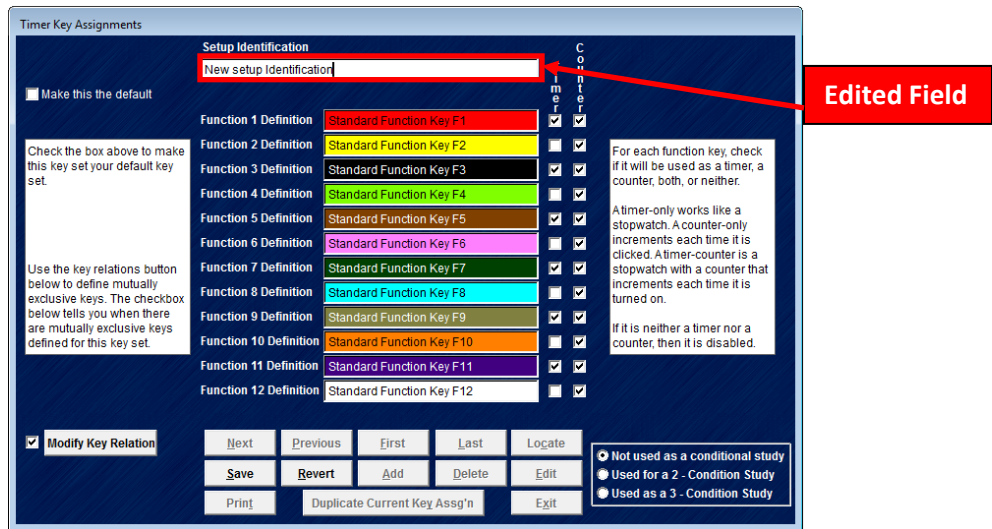 Timer Key Assignments
Setup Identification
New setup Identification
Timer
Counter
Edited Field
Make this the default
Check the box above to make
this key set your default key
set.
Use the key relations button
below to define mutually
exclusive keys. The checkbox
below tells you when there
are mutually exclusive keys
defined for this key set.
Function 1 Definition Standard Function Key F1
Function 2 Definition Standard Function Key F2
Function 3 Definition Standard Function Key F3
Function 4 Definition Standard Function Key F4
Function 5 Definition Standard Function Key F5
Function 6 Definition Standard Function Key F6
Function 7 Definition Standard Function Key F7
Function 8 Definition Standard Function Key F8
Function 9 Definition Standard Function Key F9
Function 10 Definition Standard Function Key F10
Function 11 Definition Standard Function Key F11
Function 12 Definition Standard Function Key F12
For each function key, check
if it will be used as a timer, a
counter, both, or neither.
A timer-only works like a
stopwatch. A counter-only
increments each time it is
clicked. A timer-counter is a
stopwatch with a counter that
increments each time it is
turned on.
If it is neither a timer nor a
counter, then it is disabled.
Modify Key Relation
Next Previous First Last Locate
Save Revert Add Delete Edit
Print Duplicate Current Key Assg'n Exit
Not used as a conditional study
Used for a 2 - Condition Study
Used as a 3 - Condition Study